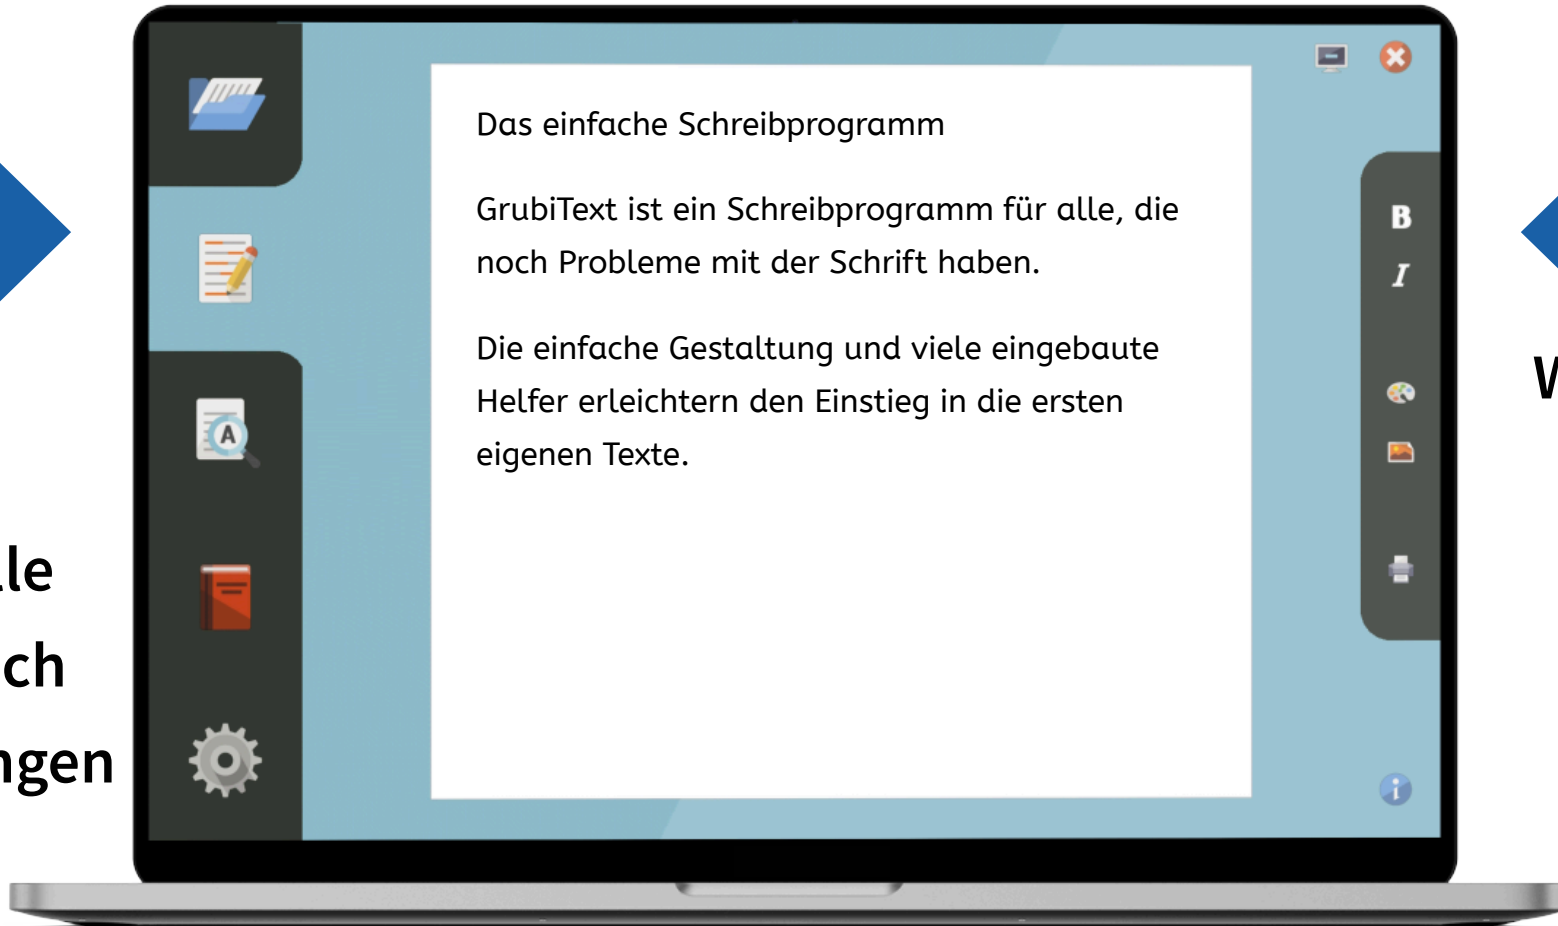 Das einfache Schreibprogramm
GrubiText ist ein Schreibprogramm für alle, die
noch Probleme mit der Schrift haben.
Die einfache Gestaltung und viele eingebaute
Helfer erleichtern den Einstieg in die ersten
eigenen Texte.
B
I
A
i